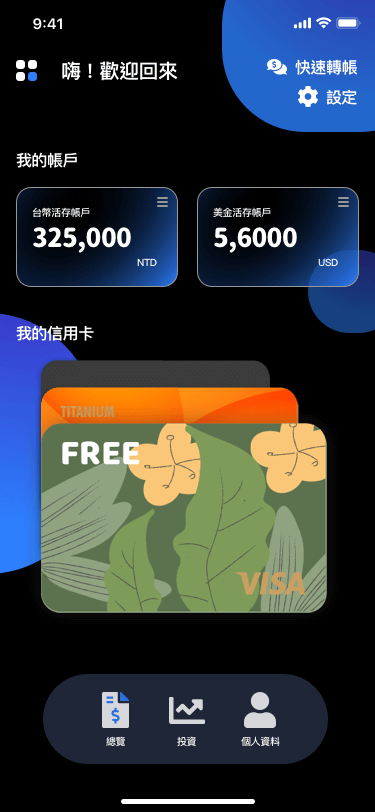 9:41
嗨！歡迎回來
快速轉帳
設定
我的帳戶
台幣活存帳戶
325,000
NTD
美金活存帳戶
5,6000
USD
我的信用卡
TITANIUM
FREE
VISA
總覽
投資
個人資料